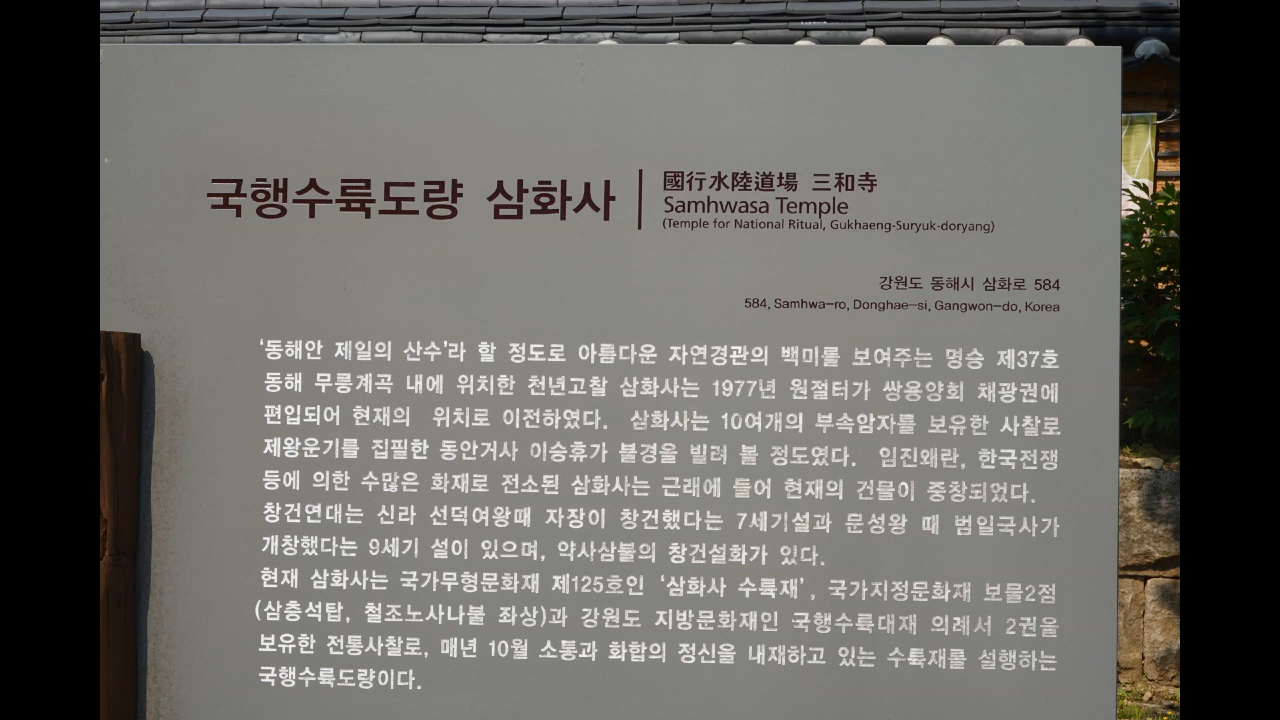 국행수륙도량 삼화사
國行水陸道場 三和寺
Samhwasa Temple
(Temple for National Ritual, Gukhaeng-Suryuk-doryang)
강원도 동해시 삼화로 584
584, Samhwa-ro, Donghae-si, Gangwon-do, Korea
‘동해안 제일의 산수’라 할 정도로 아름다운 자연경관의 백미를 보여주는 명승 제37호
동해 무릉계곡 내에 위치한 천년고찰 삼화사는 1977년 원절터가 쌍용양회 채광권에
편입되어 현재의 위치로 이전하였다. 삼화사는 10여개의 부속암자를 보유한 사찰로
제왕운기를 집필한 동안거사 이승휴가 불경을 빌려 볼 정도였다. 임진왜란, 한국전쟁
등에 의한 수많은 화재로 전소된 삼화사는 근래에 들어 현재의 건물이 중창되었다.
창건연대는 신라 선덕여왕때 자장이 창건했다는 7세기설과 문성왕 때 범일국사가
개창했다는 9세기 설이 있으며, 약사삼불의 창건설화가 있다.
현재 삼화사는 국가무형문화재 제125호인 ‘삼화사 수륙재’, 국가지정문화재 보물2점
(삼층석탑, 철조노사나불 좌상)과 강원도 지방문화재인 국행수륙대재 의례서 2권을
보유한 전통사찰로, 매년 10월 소통과 화합의 정신을 내재하고 있는 수륙재를 설행하는
국행수륙도량이다.